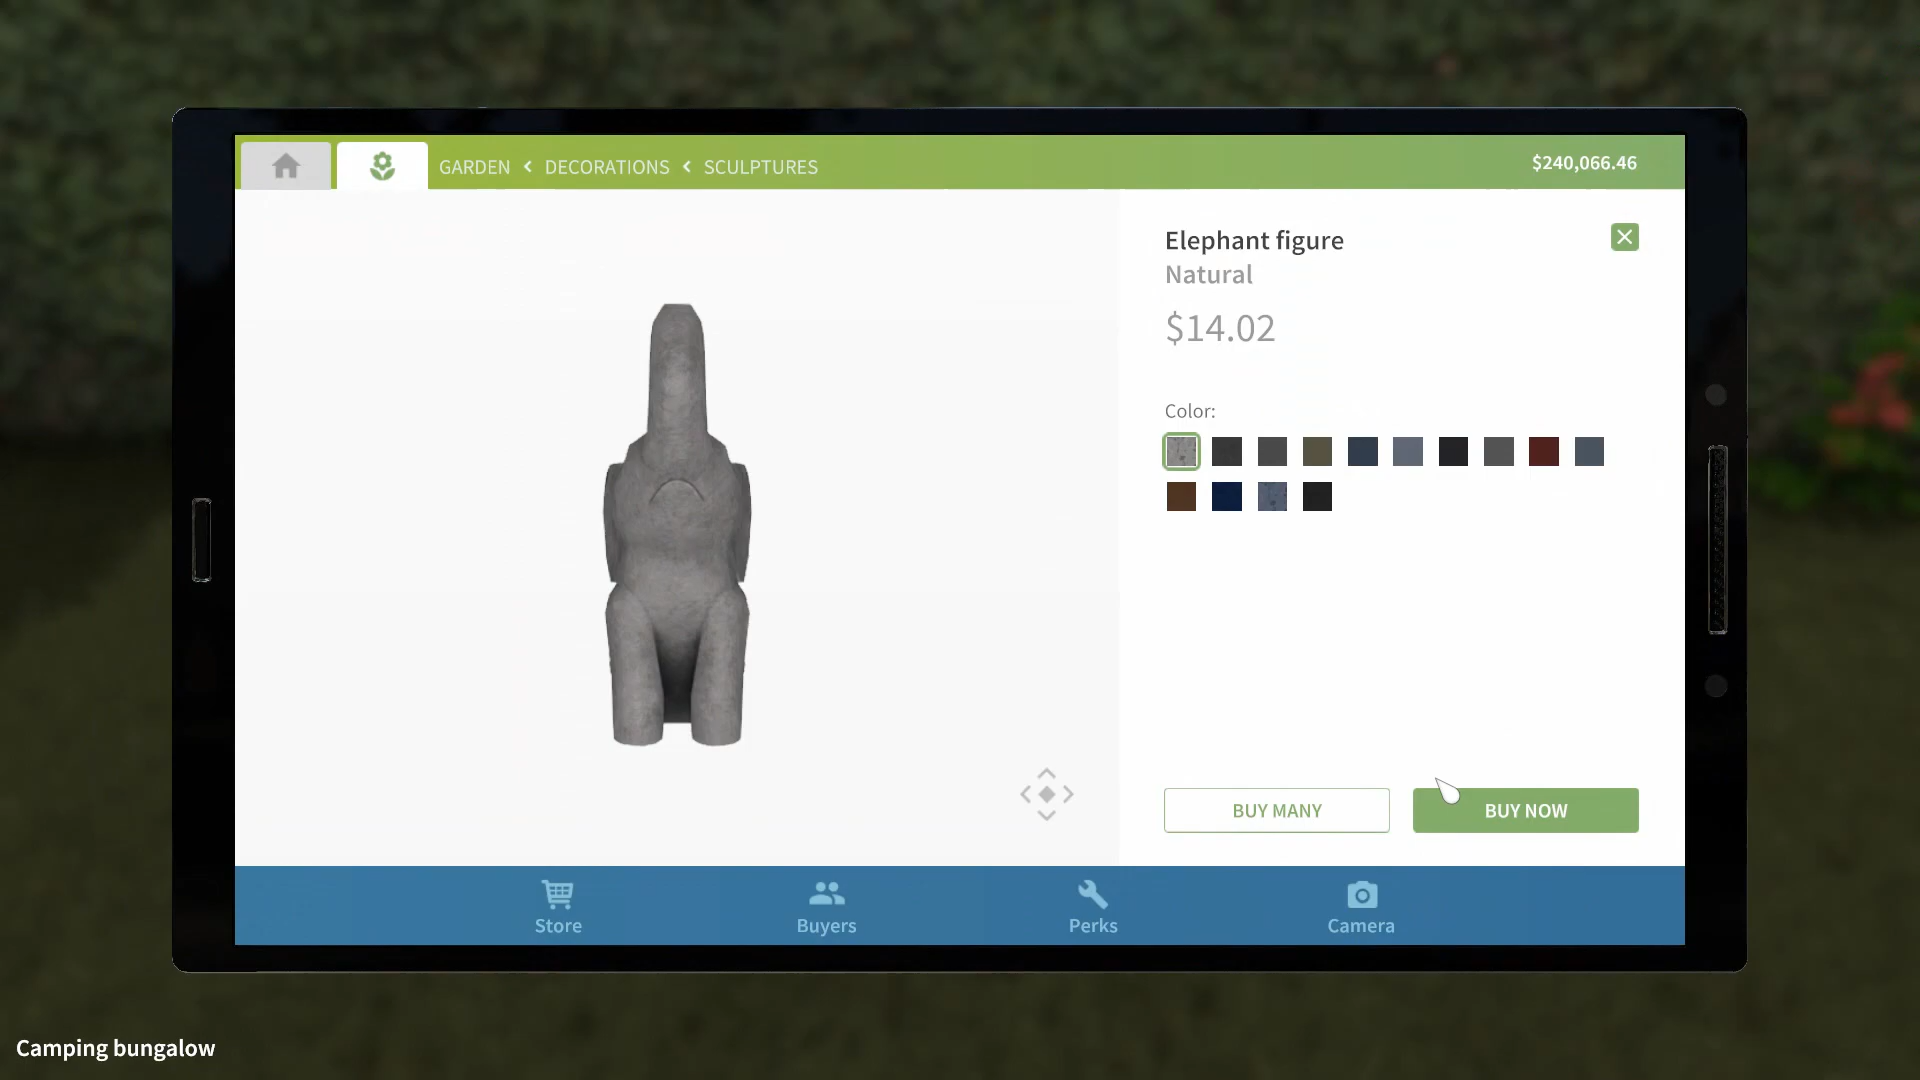 GARDEN < DECORATIONS < SCULPTURES
$240,066.46
Elephant figure
Natural
$14.02
Color:
BUY MANY
BUY NOW
Store
Buyers
Perks
Camera
Camping bungalow